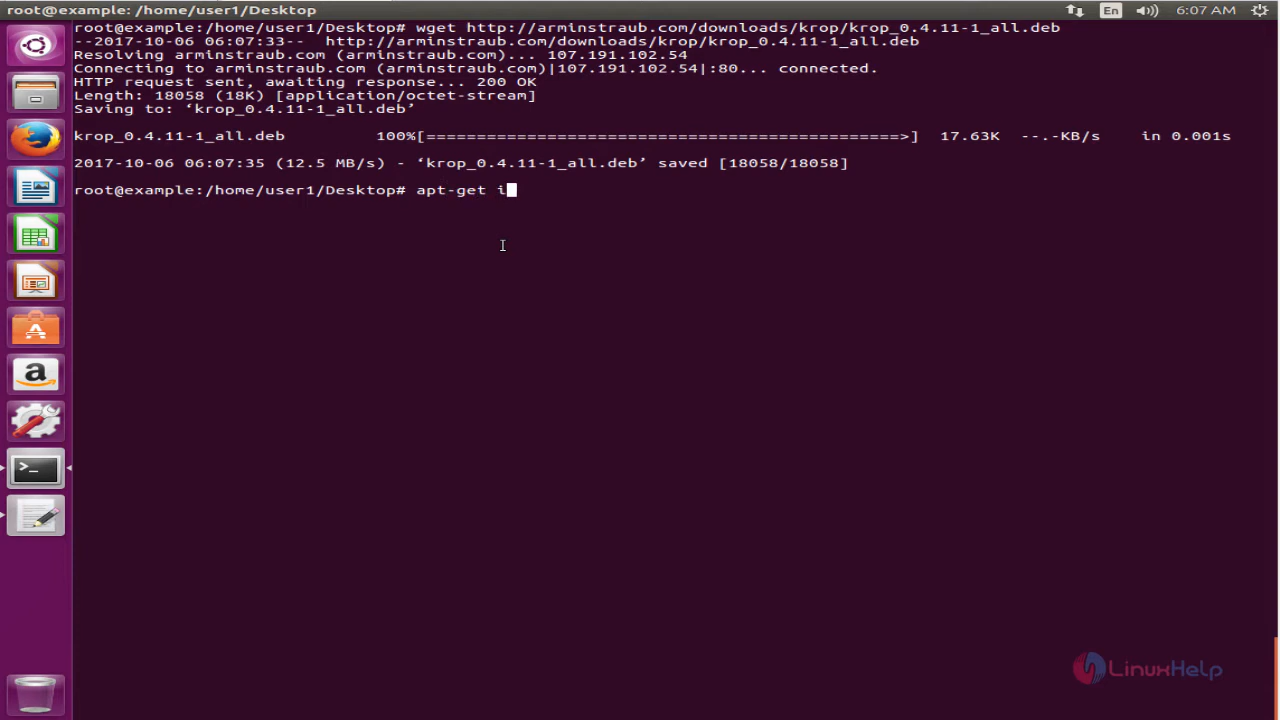 root@example: /home/user1/Desktop
En
6:07 AM
root@example:/home/user1/Desktop# wget http://arminstraub.com/downloads/krop/krop_0.4.11-1_all.deb
--2017-10-06 06:07:33-- http://arminstraub.com/downloads/krop/krop_0.4.11-1_all.deb
Resolving arminstraub.com (arminstraub.com)... 107.191.102.54
Connecting to arminstraub.com (arminstraub.com)|107.191.102.54|:80... connected.
HTTP request sent, awaiting response... 200 OK
Length: 18058 (18K) [application/octet-stream]
Saving to: ‘krop_0.4.11-1_all.deb’
krop_0.4.11-1_all.deb 100%[===============================================>] 17.63K --.-KB/s in 0.001s
2017-10-06 06:07:35 (12.5 MB/s) - ‘krop_0.4.11-1_all.deb’ saved [18058/18058]
root@example:/home/user1/Desktop# apt-get i
LinuxHelp